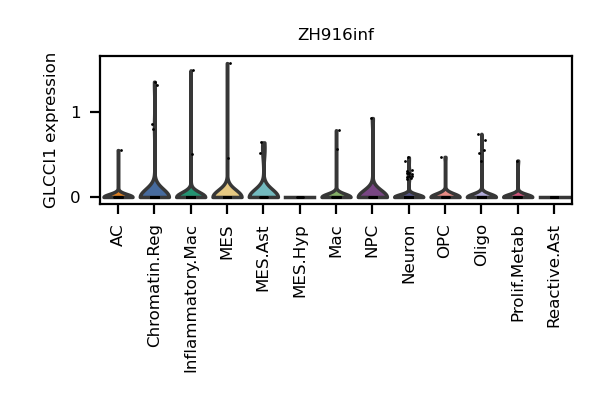 ZH916inf
GLCCI1 expression
1
0
AC
Chromatin.Reg
Inflammatory.Mac
MES
MES.Ast
MES.Hyp
Mac
NPC
Neuron
OPC
Oligo
Prolif.Metab
Reactive.Ast